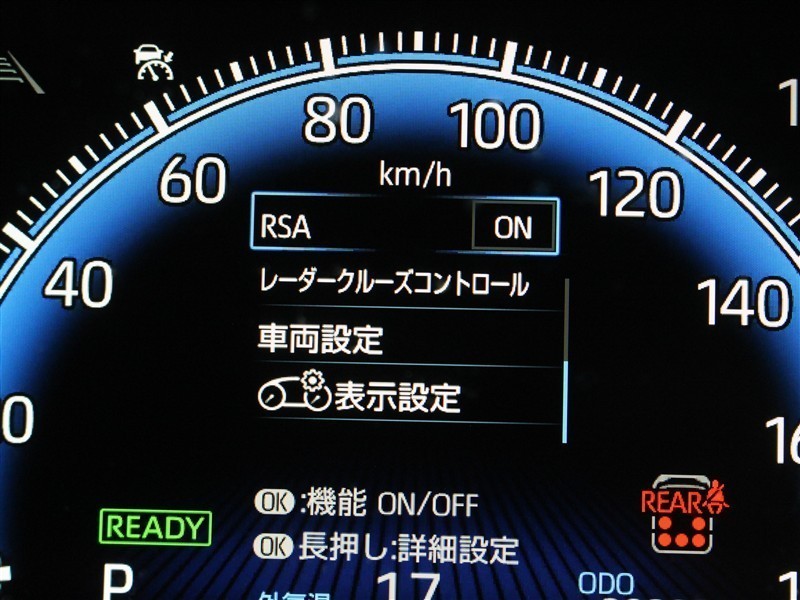 80
100
60
km/h
120
RSA ON
40
レーダークルーズコントロール
140
車両設定
表示設定
OK:機能 ON/OFF
REAR
READY
OK長押し:詳細設定
P
17
ODO